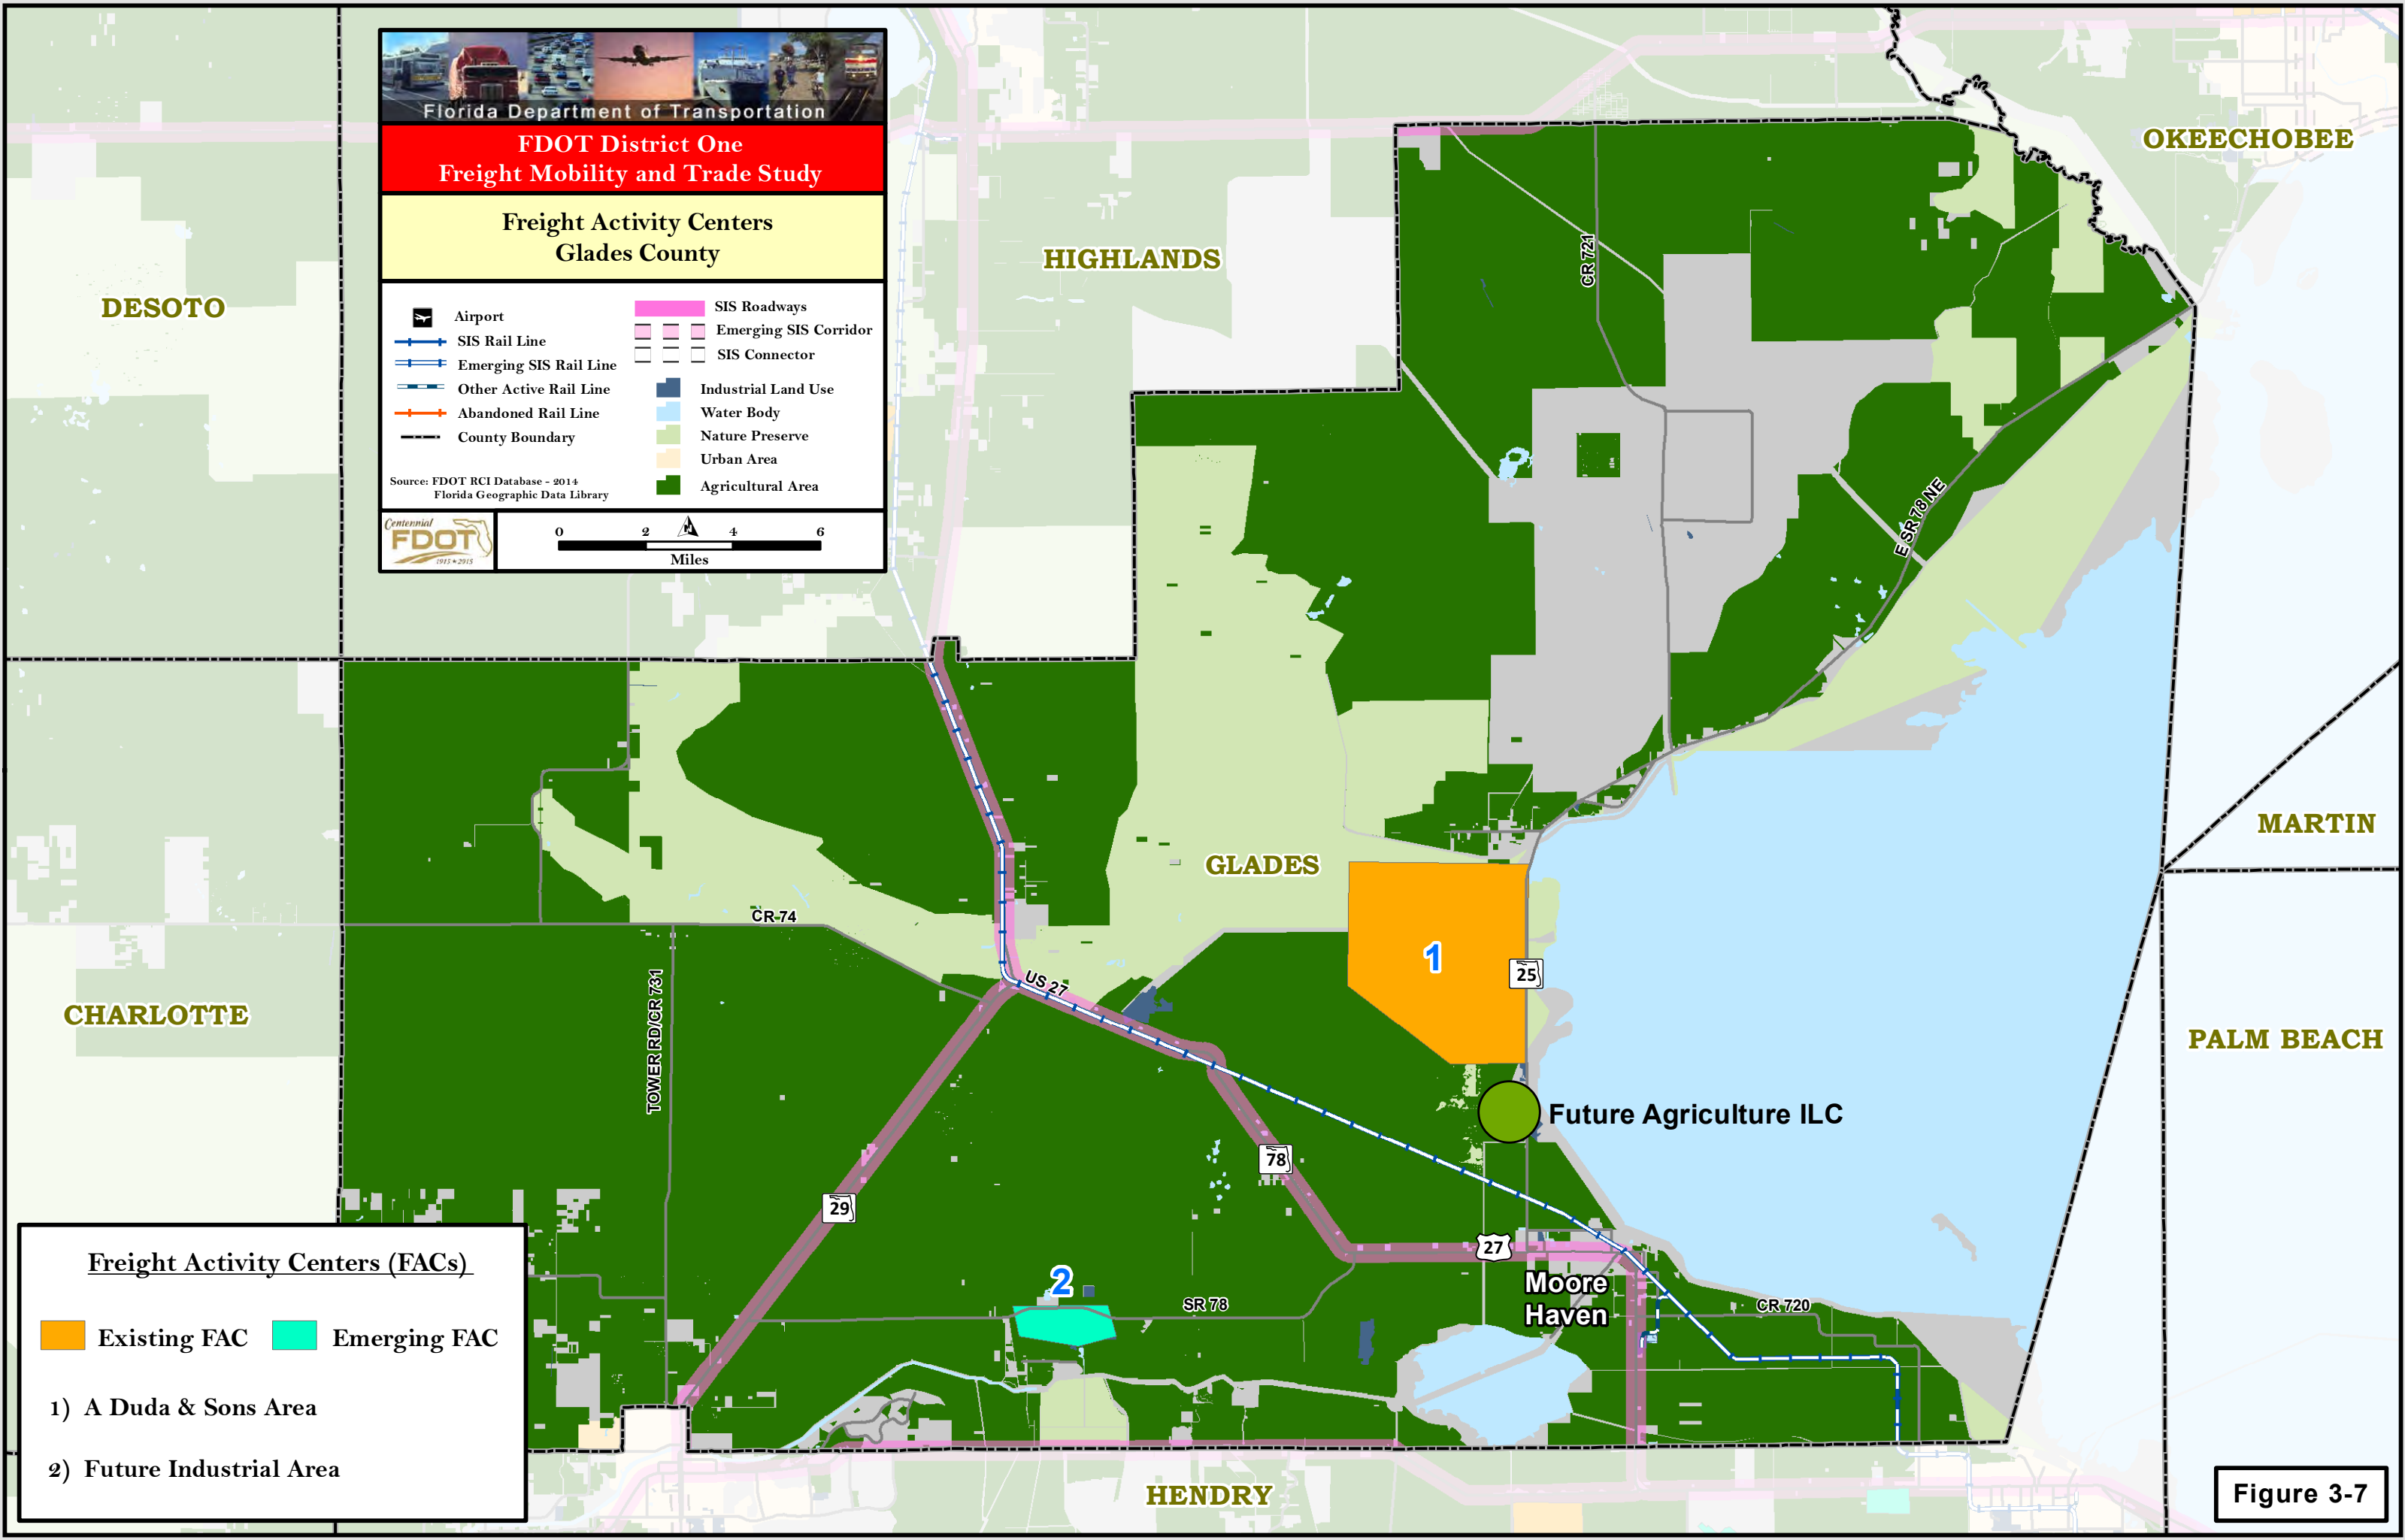 Florida Department of Transportation
FDOT District One
Freight Mobility and Trade Study
Freight Activity Centers
Glades County
Airport
SIS Rail Line
Emerging SIS Rail Line
Other Active Rail Line
Abandoned Rail Line
County Boundary
SIS Roadways
Emerging SIS Corridor
SIS Connector
Industrial Land Use
Water Body
Nature Preserve
Urban Area
Agricultural Area
Source: FDOT RCI Database - 2014
Florida Geographic Data Library
Centennial
FDOT
1915 ★ 2015
N
0 2 4 6
Miles
OKEECHOBEE
HIGHLANDS
DESOTO
CR 721
E SR 78 NE
MARTIN
GLADES
CR 74
1
25
US 27
TOWER RD/CR 731
CHARLOTTE
PALM BEACH
Future Agriculture ILC
78
29
27
2
Moore
Haven
SR 78
CR 720
HENDRY
Freight Activity Centers (FACs)
Existing FAC
Emerging FAC
1) A Duda & Sons Area
2) Future Industrial Area
Figure 3-7